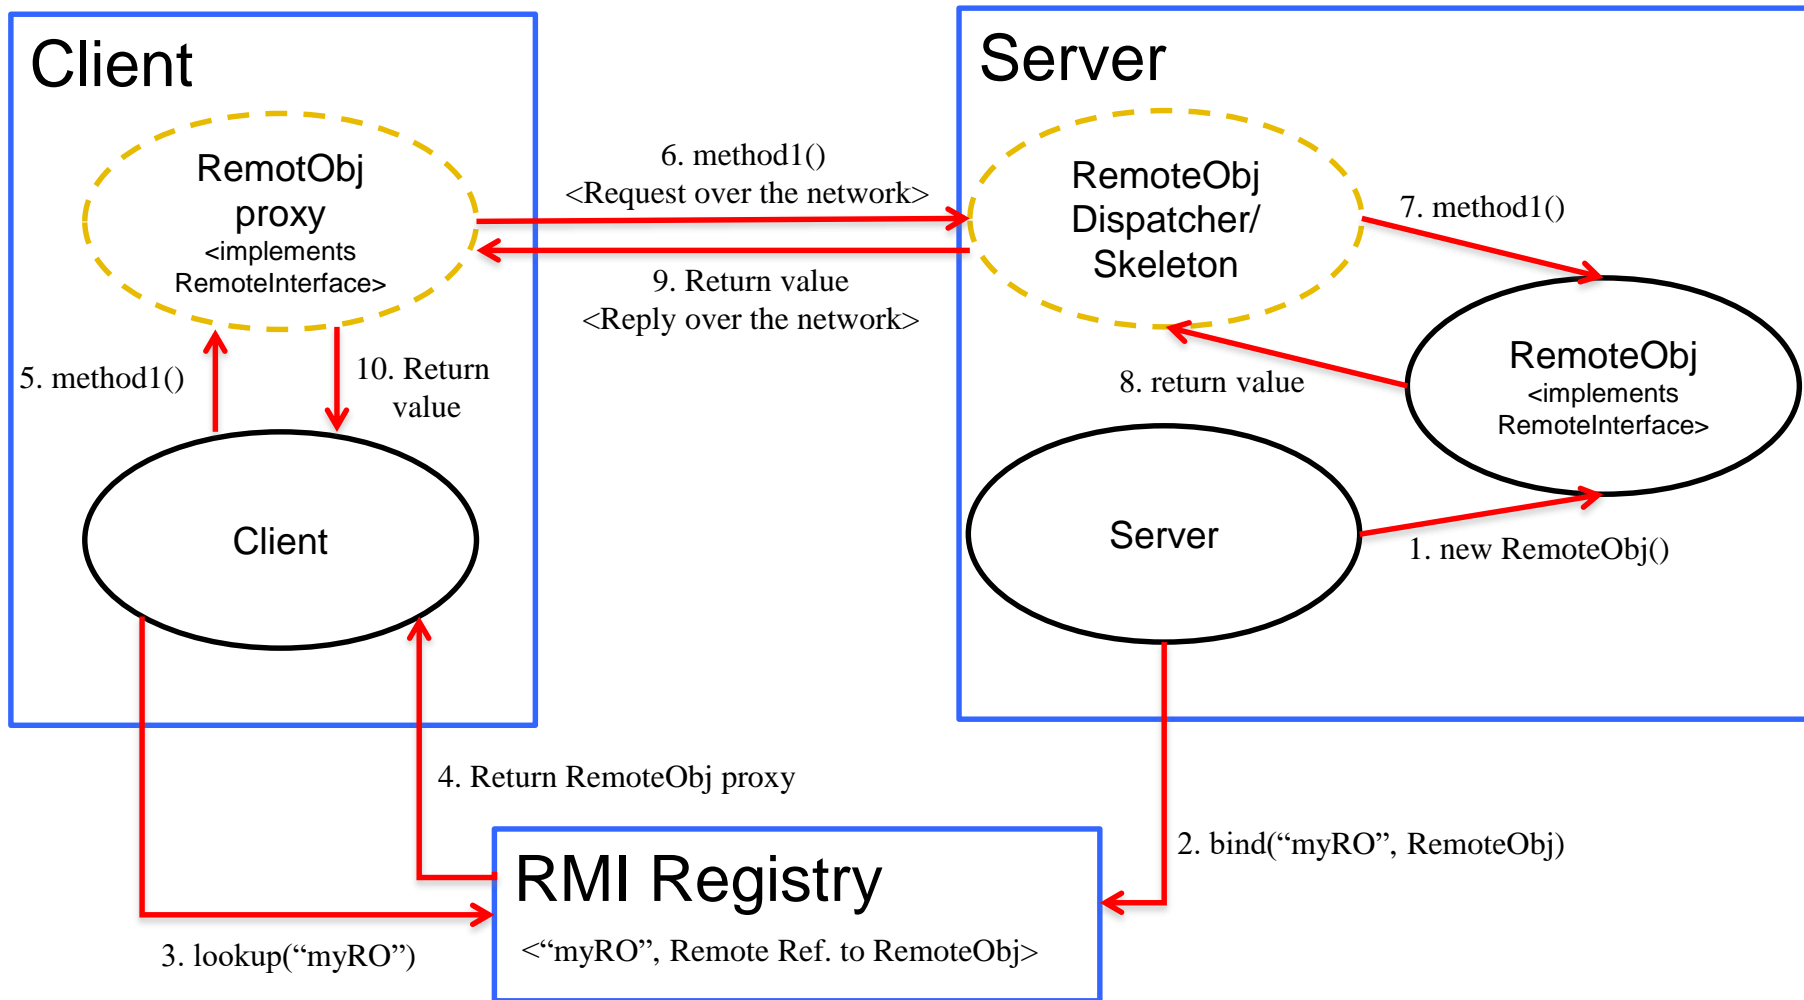 Client
RemotObj
proxy
<implements
RemoteInterface>
5. method1()
10. Return
value
Client
6. method1()
<Request over the network>
9. Return value
<Reply over the network>
Server
RemoteObj
Dispatcher/
Skeleton
7. method1()
8. return value
RemoteObj
<implements
RemoteInterface>
Server
1. new RemoteObj()
4. Return RemoteObj proxy
2. bind(“myRO”, RemoteObj)
RMI Registry
<“myRO”, Remote Ref. to RemoteObj>
3. lookup(“myRO”)